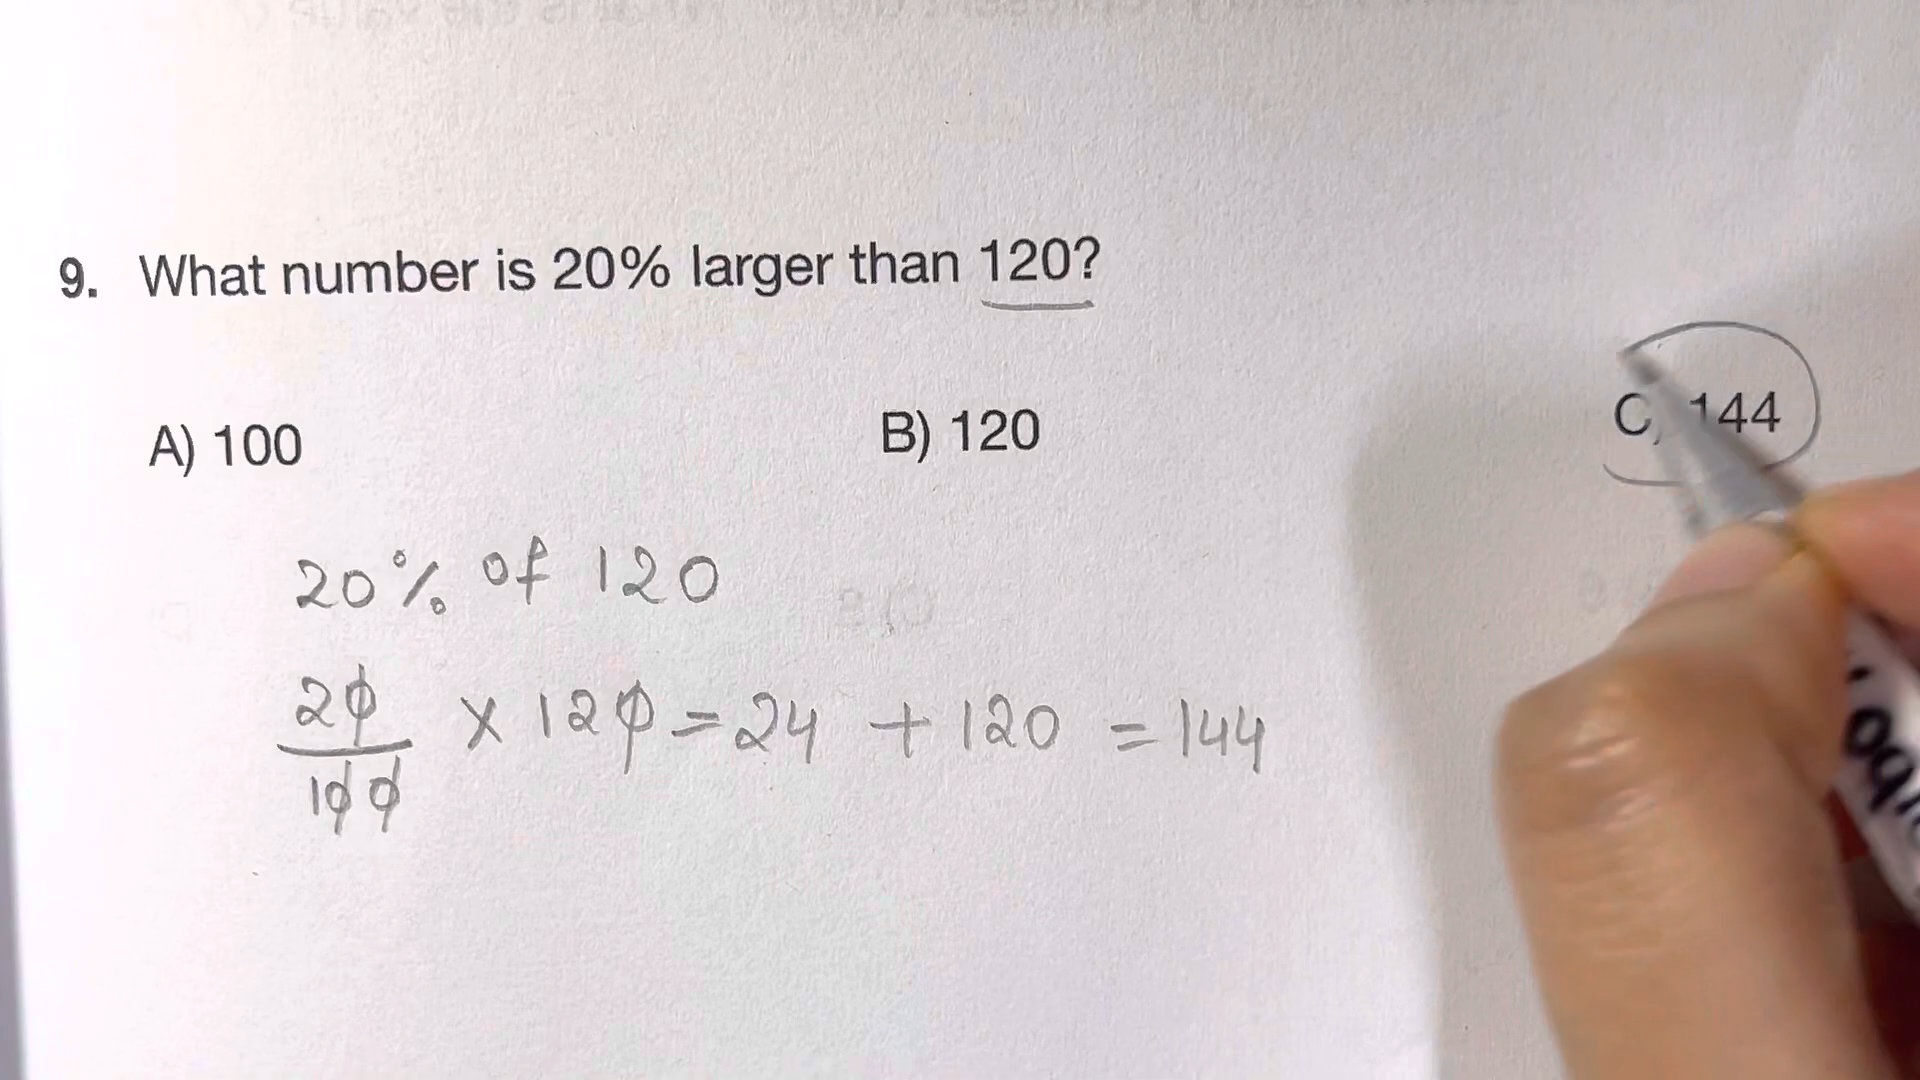 9. What number is 20% larger than 120?
A) 100 B) 120 C) 144
20% of 120
20/100 x 120 = 24 + 120 = 144